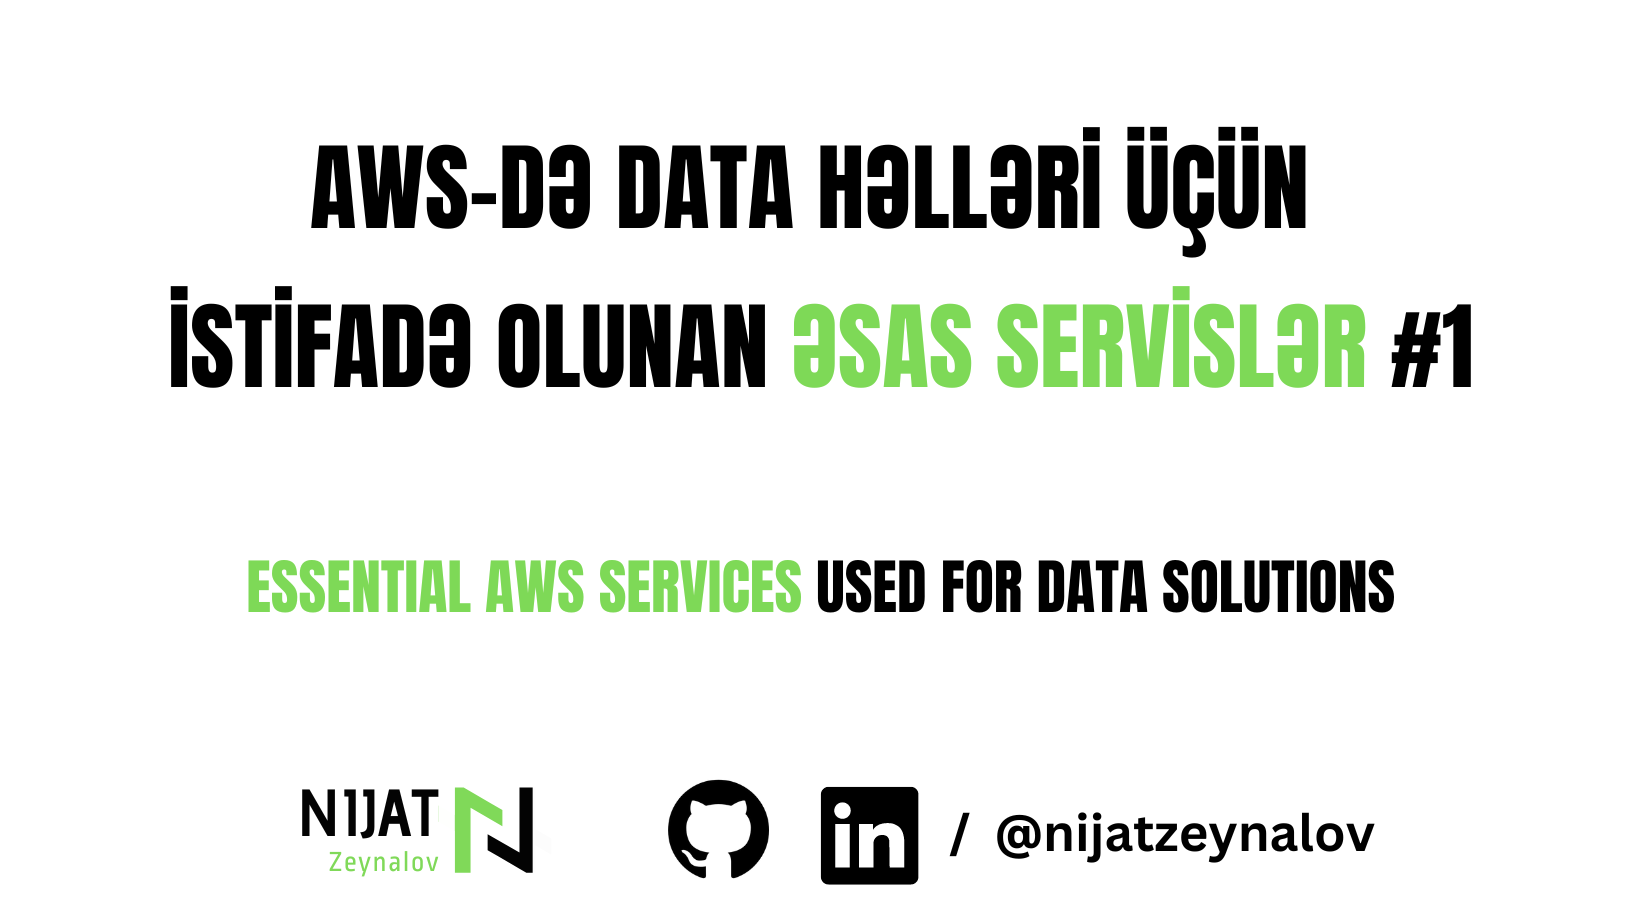 AWS-DƏ DATA HƏLLƏRİ ÜÇÜN
İSTİFADƏ OLUNAN ƏSAS SERVİSLƏR #1
ESSENTIAL AWS SERVICES USED FOR DATA SOLUTIONS
NIJAT
Zeynalov
in / @nijatzeynalov